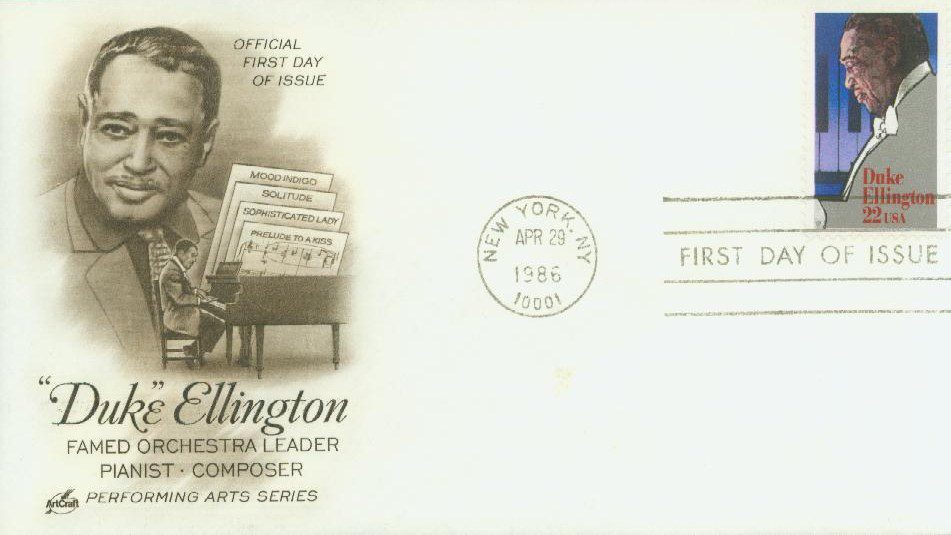 OFFICIAL
FIRST DAY
OF ISSUE
MOOD INDIGO
SOLITUDE
SOPHISTICATED LADY
PRELUDE TO A KISS
"Duke" Ellington
FAMED ORCHESTRA LEADER
PIANIST · COMPOSER
ArtCraft PERFORMING ARTS SERIES
NEW YORK, NY
APR 29
1986
10001
Duke
Ellington
22 USA
FIRST DAY OF ISSUE